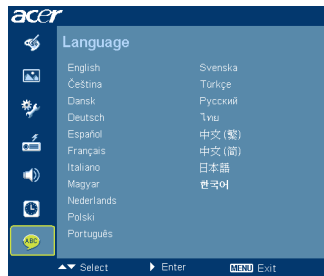 acer
Language
English
Čeština
Dansk
Deutsch
Español
Français
Italiano
Magyar
Nederlands
Polski
Português
Svenska
Türkçe
Русский
ไทย
中文 (繁)
中文 (简)
日本語
한국어
ABC
Select
Enter
MENU Exit